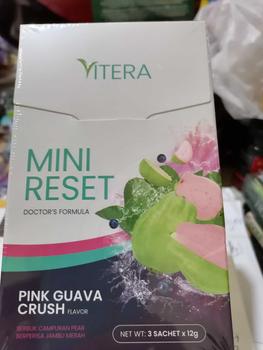 VITERA
MINI
RESET
DOCTOR'S FORMULA
PINK GUAVA
CRUSH FLAVOR
SERBUK CAMPURAN PEAR
BERPERISA JAMBU MERAH
NET WT: 3 SACHET x 12g